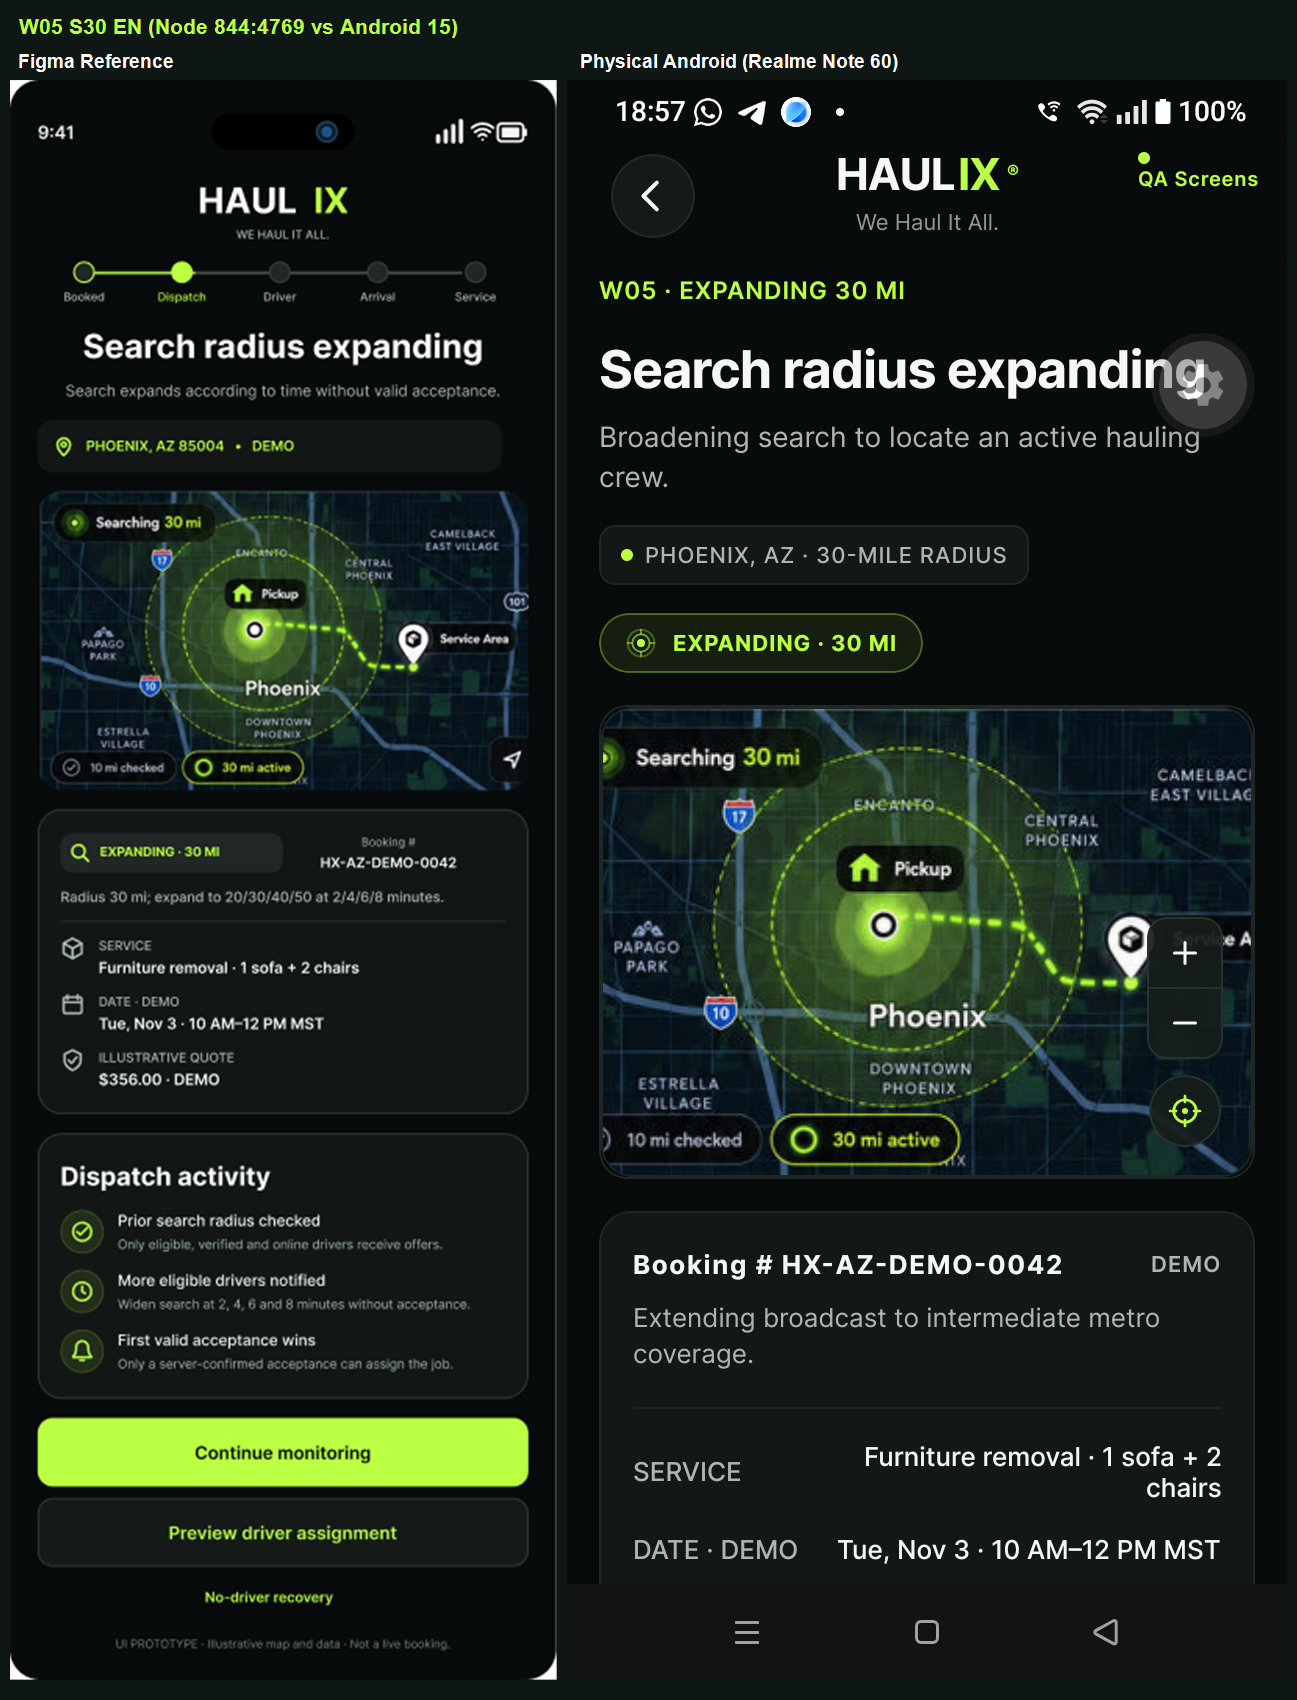 W05 S30 EN (Node 844:4769 vs Android 15)
Figma Reference
9:41
HAUL IX
WE HAUL IT ALL.
Booked
Dispatch
Driver
Arrival
Service
Search radius expanding
Search expands according to time without valid acceptance.
PHOENIX, AZ 85004 • DEMO
Searching 30 mi
CAMELBACK
EAST VILLAGE
17
ENCANTO
CENTRAL
PHOENIX
Pickup
101
PAPAGO
PARK
Service Area
10
Phoenix
DOWNTOWN
PHOENIX
ESTRELLA
VILLAGE
10 mi checked
30 mi active
IX
EXPANDING · 30 MI
Booking #
HX-AZ-DEMO-0042
Radius 30 mi; expand to 20/30/40/50 at 2/4/6/8 minutes.
SERVICE
Furniture removal · 1 sofa + 2 chairs
DATE · DEMO
Tue, Nov 3 · 10 AM–12 PM MST
ILLUSTRATIVE QUOTE
$356.00 · DEMO
Dispatch activity
Prior search radius checked
Only eligible, verified and online drivers receive offers.
More eligible drivers notified
Widen search at 2, 4, 6 and 8 minutes without acceptance.
First valid acceptance wins
Only a server-confirmed acceptance can assign the job.
Continue monitoring
Preview driver assignment
No-driver recovery
UI PROTOTYPE · Illustrative map and data · Not a live booking.
Physical Android (Realme Note 60)
18:57
100%
HAULIX ®
We Haul It All.
QA Screens
W05 · EXPANDING 30 MI
Search radius expanding
Broadening search to locate an active hauling
crew.
PHOENIX, AZ · 30-MILE RADIUS
EXPANDING · 30 MI
Searching 30 mi
CAMELBAC
EAST VILLAG
17
ENCANTO
CENTRAL
PHOENIX
Pickup
PAPAGO
PARK
e A
10
Phoenix
DOWNTOWN
PHOENIX
ESTRELLA
VILLAGE
10 mi checked
30 mi active
IX
Booking # HX-AZ-DEMO-0042
DEMO
Extending broadcast to intermediate metro
coverage.
SERVICE
Furniture removal · 1 sofa + 2
chairs
DATE · DEMO
Tue, Nov 3 · 10 AM–12 PM MST